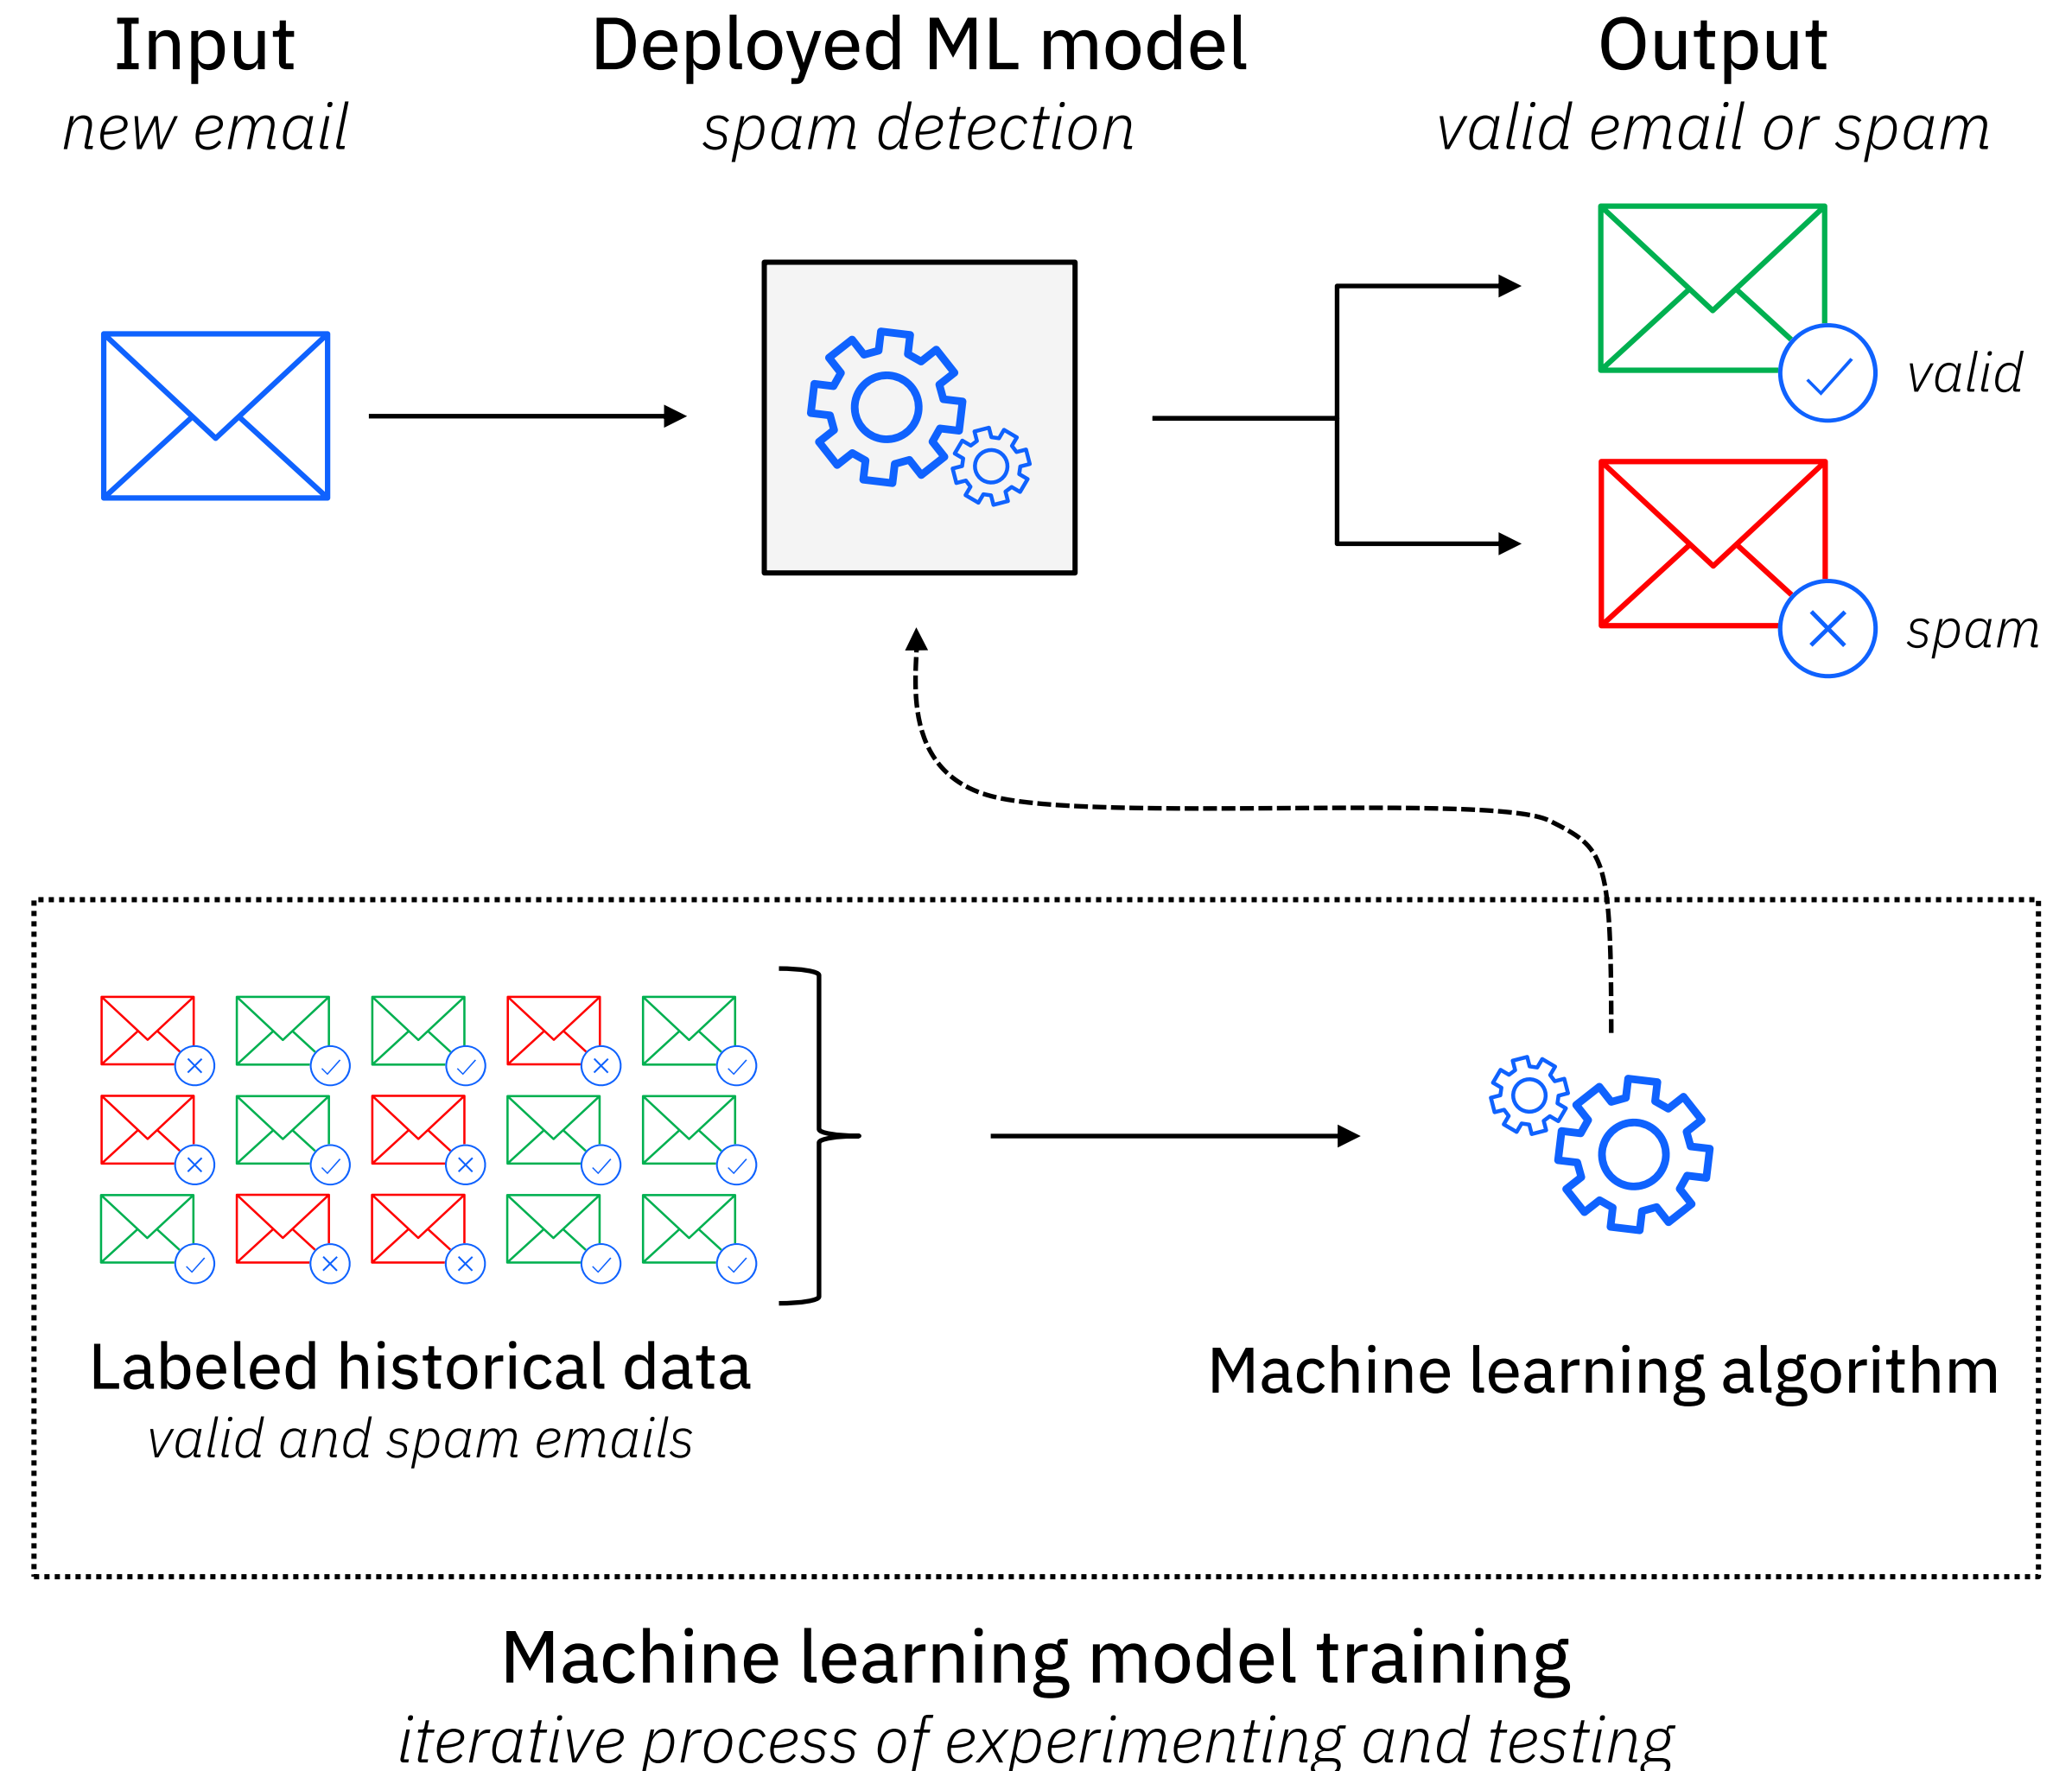 Input
new email
Deployed ML model
spam detection
Output
valid email or spam
valid
spam
Labeled historical data
valid and spam emails
Machine learning algorithm
Machine learning model training
iterative process of experimenting and testing